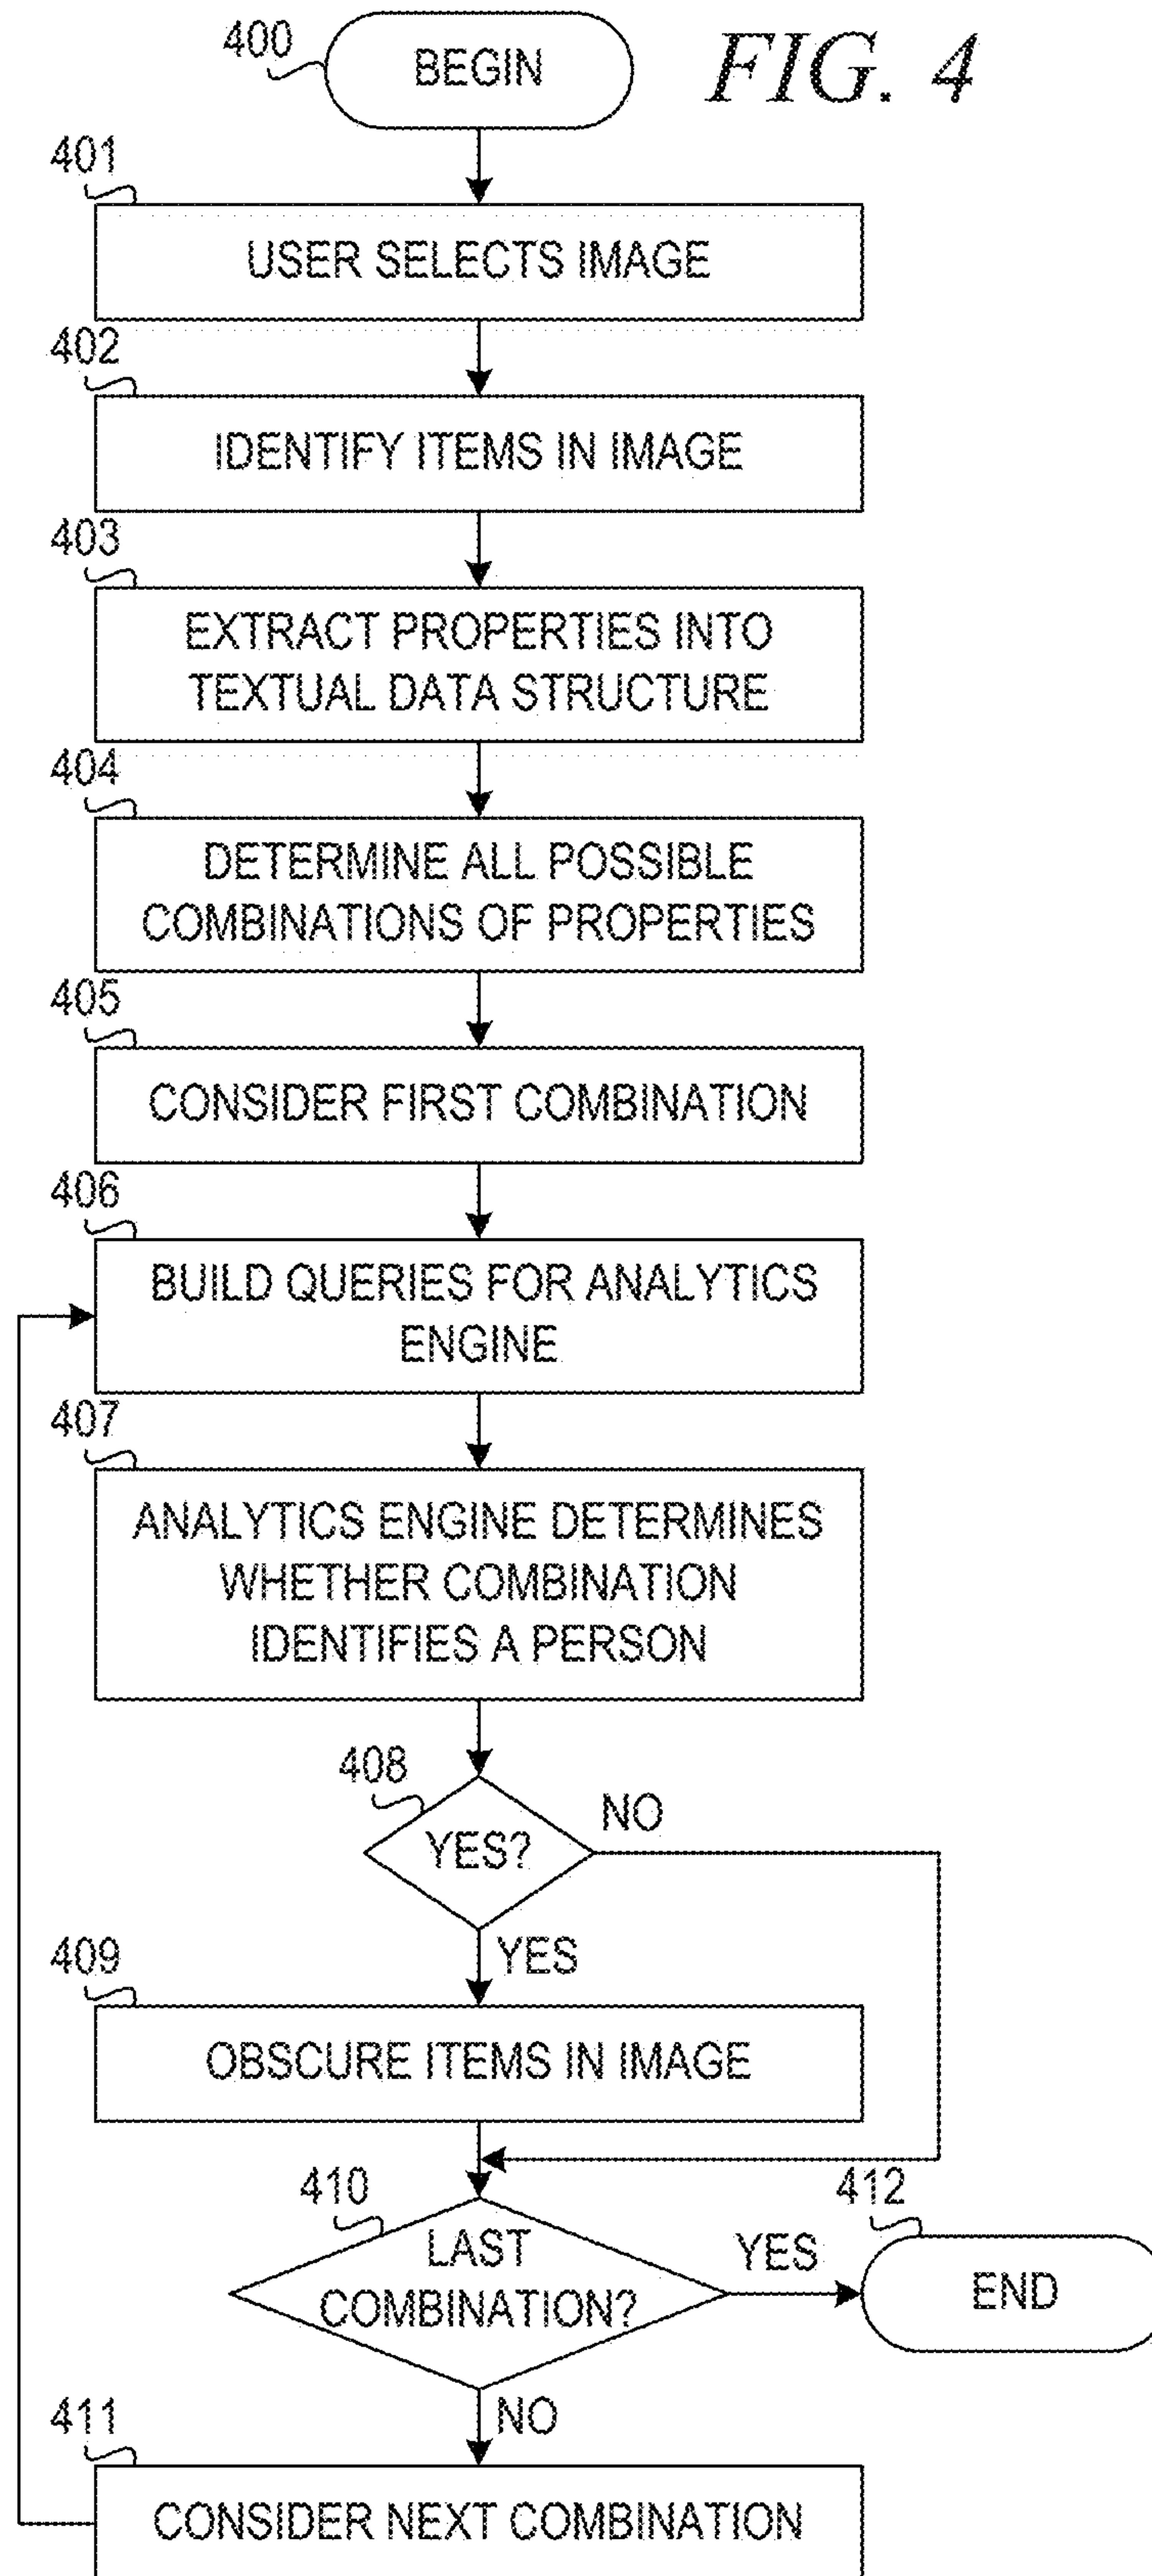 400
BEGIN
FIG. 4
401
USER SELECTS IMAGE
402
IDENTIFY ITEMS IN IMAGE
403
EXTRACT PROPERTIES INTO
TEXTUAL DATA STRUCTURE
404
DETERMINE ALL POSSIBLE
COMBINATIONS OF PROPERTIES
405
CONSIDER FIRST COMBINATION
406
BUILD QUERIES FOR ANALYTICS
ENGINE
407
ANALYTICS ENGINE DETERMINES
WHETHER COMBINATION
IDENTIFIES A PERSON
408
YES?
NO
YES
409
OBSCURE ITEMS IN IMAGE
410
LAST
COMBINATION?
YES
412
END
NO
411
CONSIDER NEXT COMBINATION